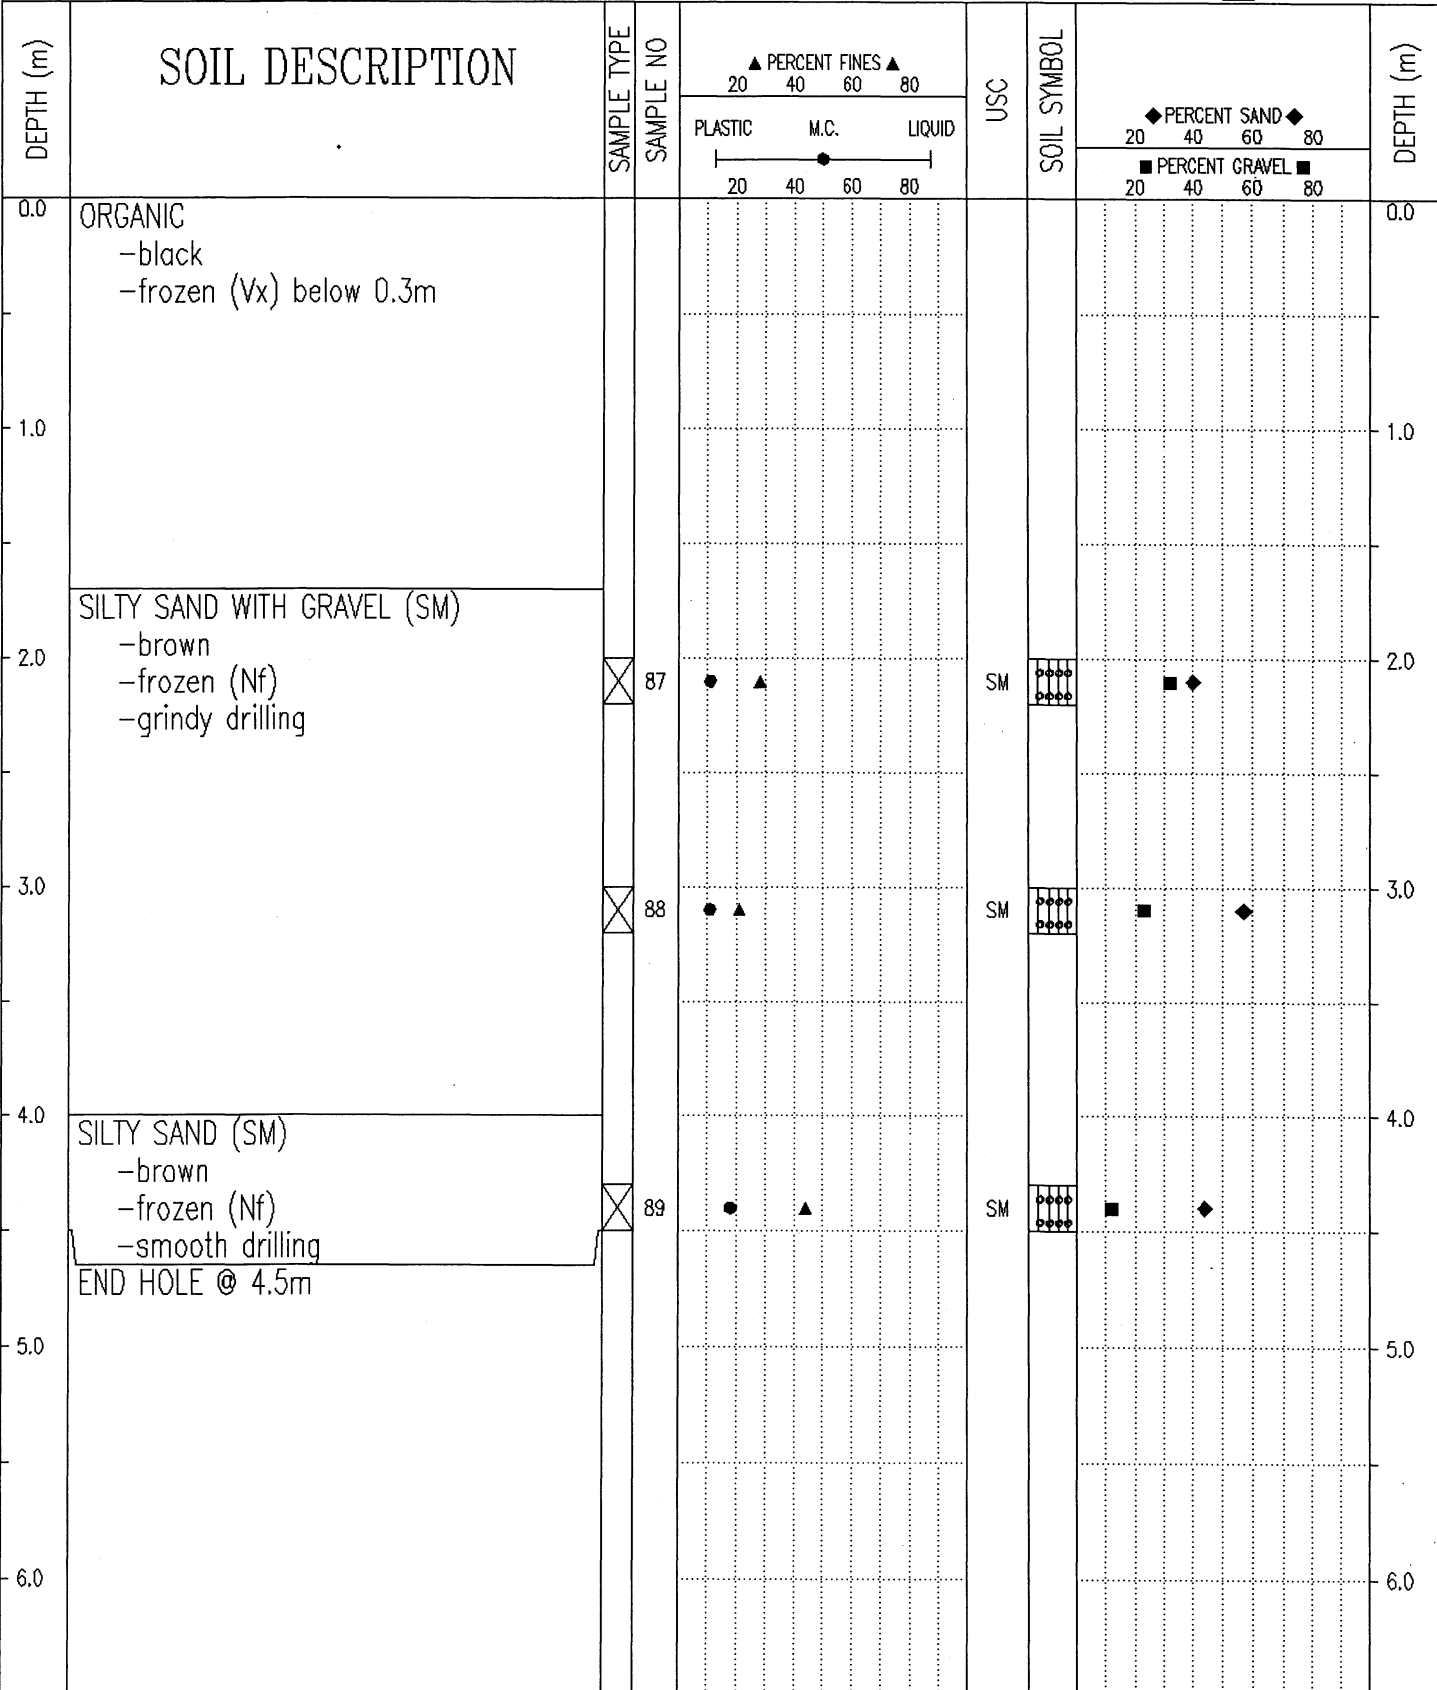 DEPTH (m)
SOIL DESCRIPTION
SAMPLE TYPE
SAMPLE NO
▲ PERCENT FINES ▲
20 40 60 80
PLASTIC M.C. LIQUID
20 40 60 80
USC
SOIL SYMBOL
◆ PERCENT SAND ◆
20 40 60 80
■ PERCENT GRAVEL ■
20 40 60 80
DEPTH (m)
0.0 0.0
ORGANIC
-black
-frozen (Vx) below 0.3m
1.0 1.0
SILTY SAND WITH GRAVEL (SM)
-brown
2.0 2.0
-frozen (Nf) 87 SM
-grindy drilling
3.0 3.0
88 SM
4.0 4.0
SILTY SAND (SM)
-brown
-frozen (Nf) 89 SM
-smooth drilling
END HOLE @ 4.5m
5.0 5.0
6.0 6.0